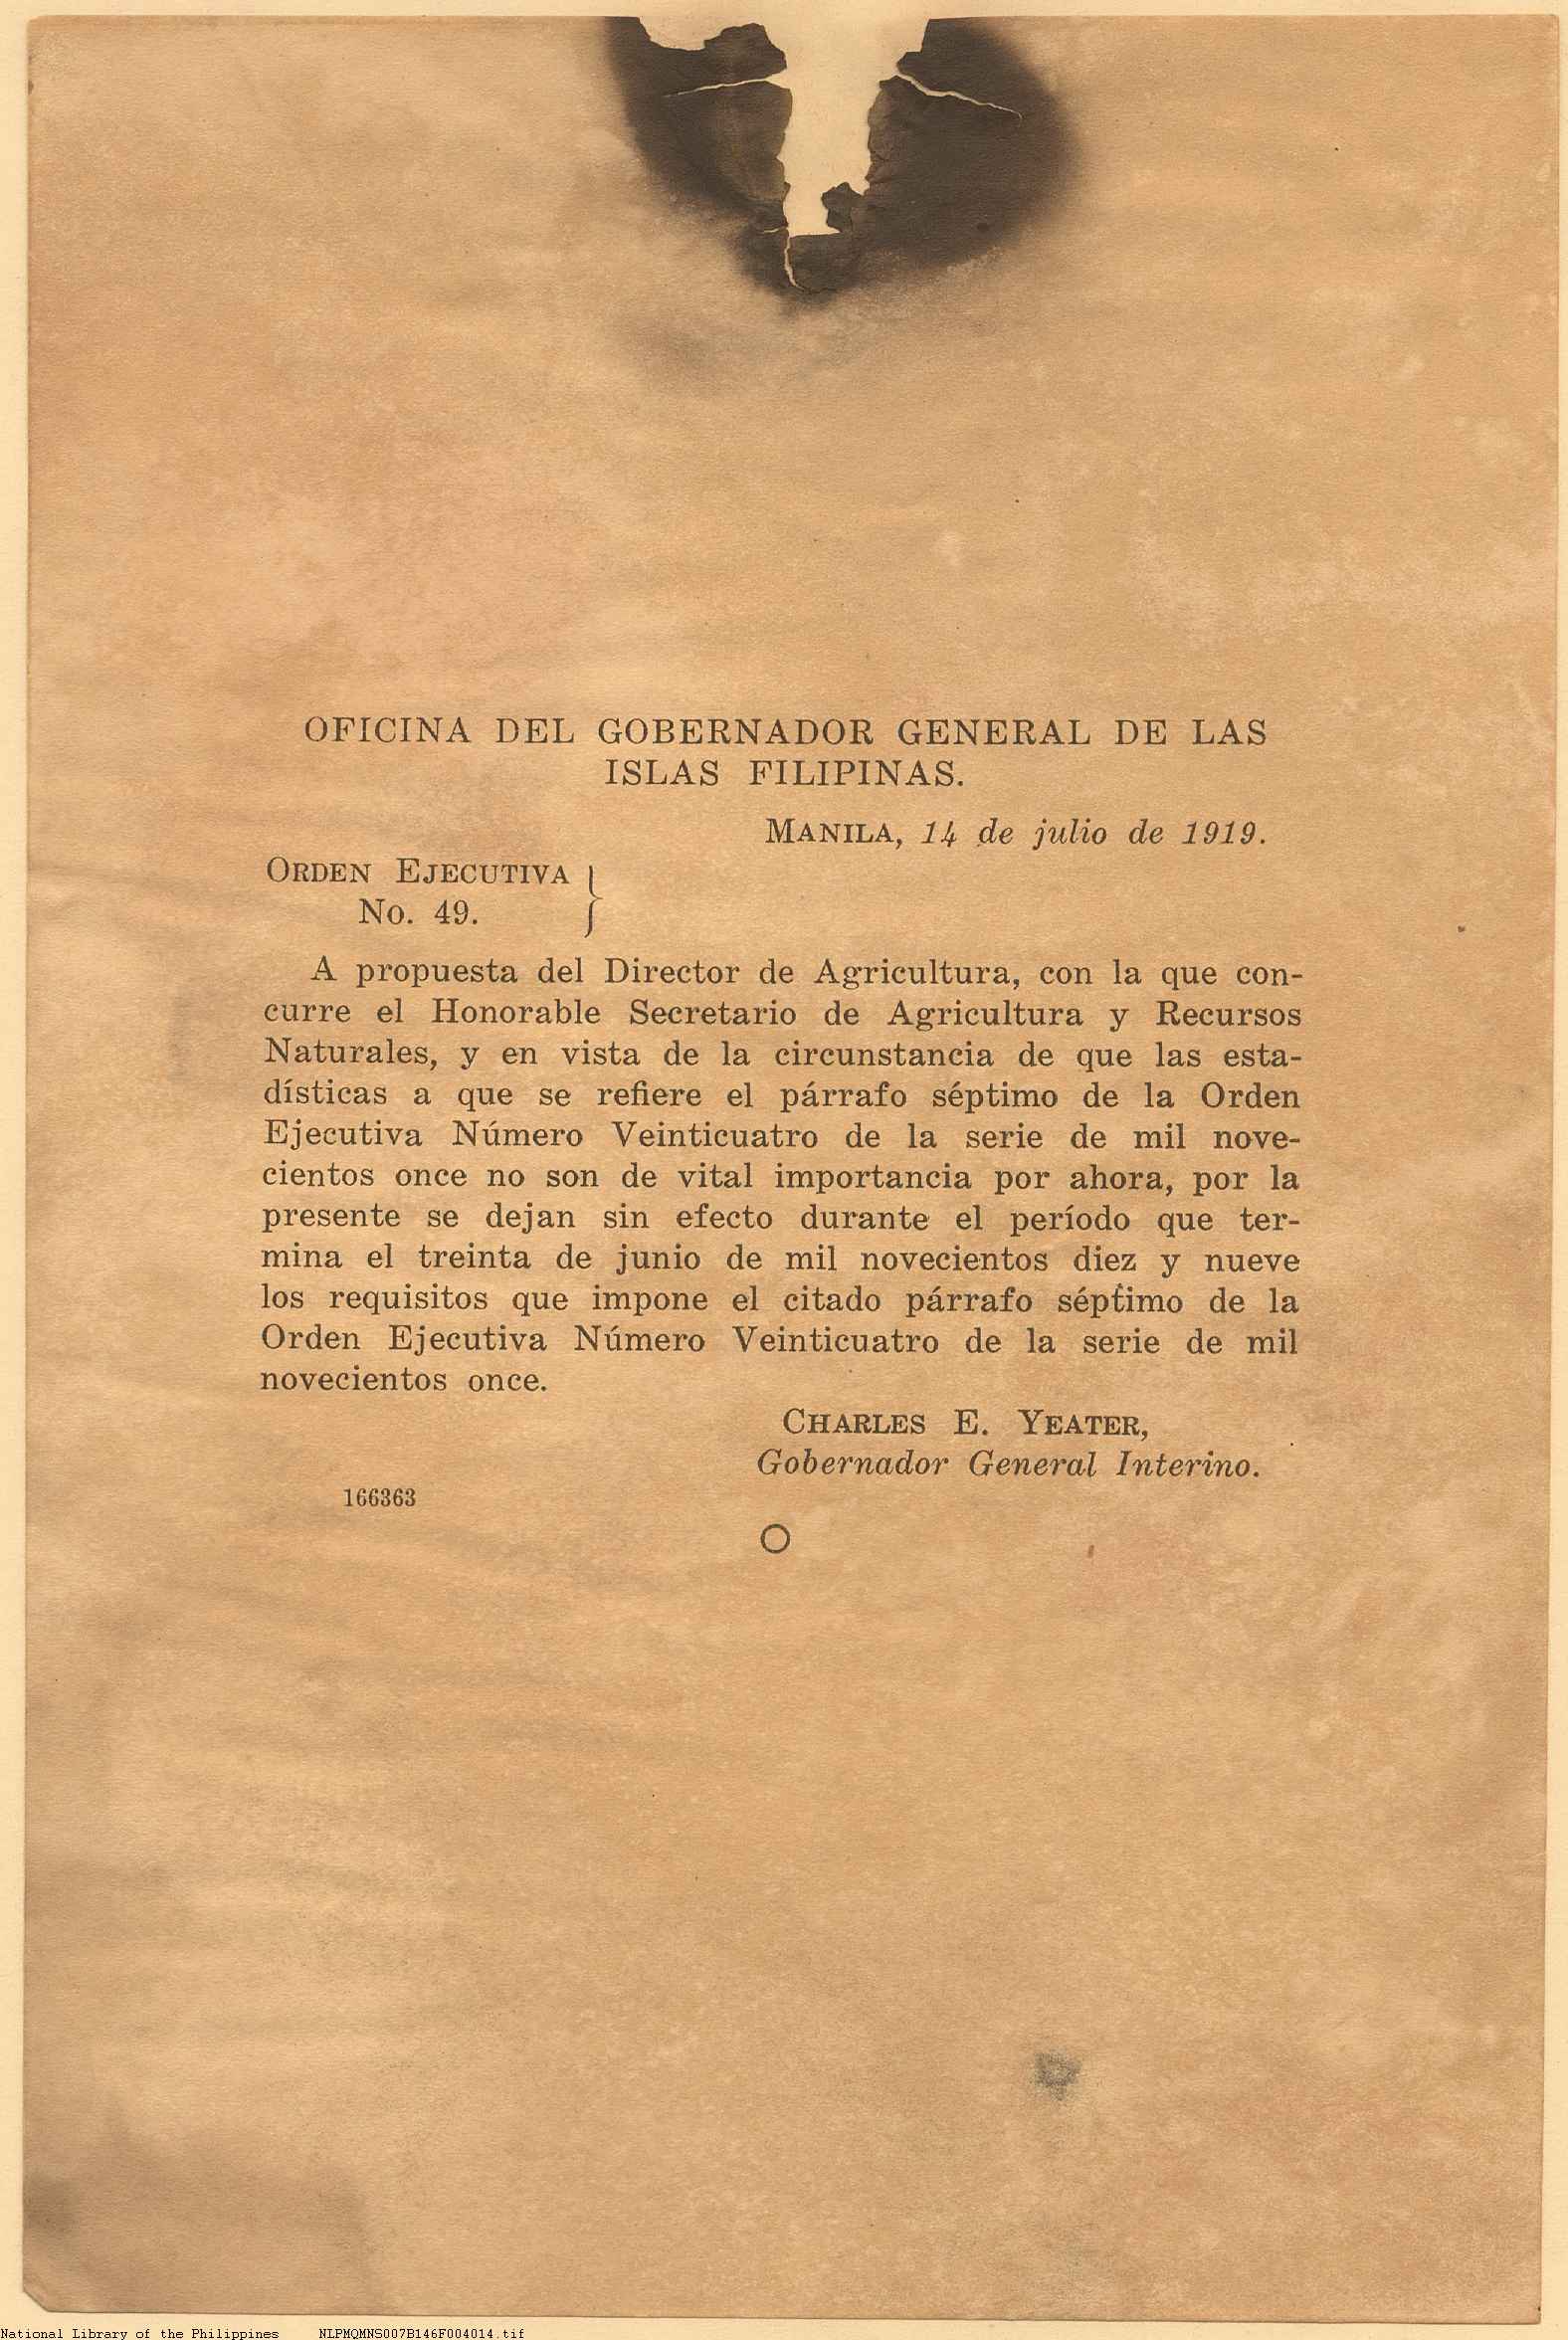 OFICINA DEL GOBERNADOR GENERAL DE LAS
ISLAS FILIPINAS.
MANILA, 14 de julio de 1919.
ORDEN EJECUTIVA
No. 49.
A propuesta del Director de Agricultura, con la que con-
curre el Honorable Secretario de Agricultura y Recursos
Naturales, y en vista de la circunstancia de que las esta-
dísticas a que se refiere el párrafo séptimo de la Orden
Ejecutiva Número Veinticuatro de la serie de mil nove-
cientos once no son de vital importancia por ahora, por la
presente se dejan sin efecto durante el período que ter-
mina el treinta de junio de mil novecientos diez y nueve
los requisitos que impone el citado párrafo séptimo de la
Orden Ejecutiva Número Veinticuatro de la serie de mil
novecientos once.
CHARLES E. YEATER,
Gobernador General Interino.
166363
National Library of the Philippines NLPMQMNS007B146F004014.tif